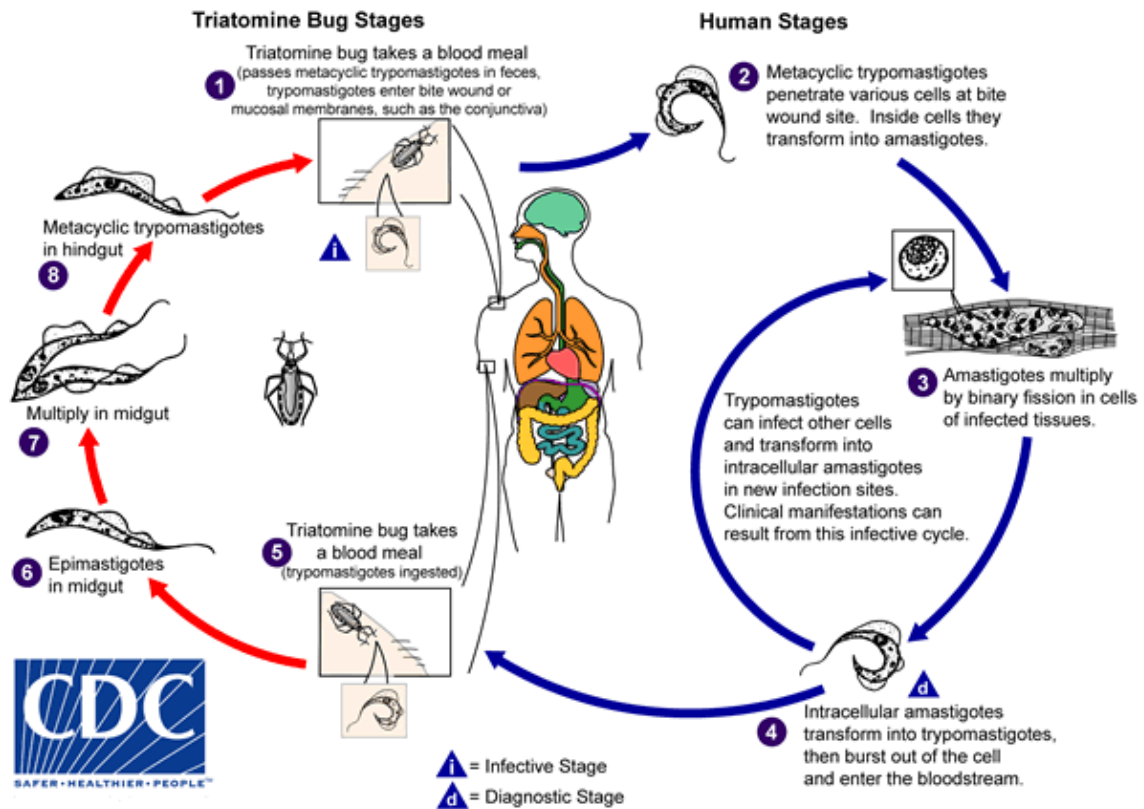 Triatomine Bug Stages
Human Stages
Triatomine bug takes a blood meal
(passes metacyclic trypomastigotes in feces,
trypomastigotes enter bite wound or
mucosal membranes, such as the conjunctiva)
1
i
2
Metacyclic trypomastigotes
penetrate various cells at bite
wound site. Inside cells they
transform into amastigotes.
3
Amastigotes multiply
by binary fission in cells
of infected tissues.
Trypomastigotes
can infect other cells
and transform into
intracellular amastigotes
in new infection sites.
Clinical manifestations can
result from this infective cycle.
d
4
Intracellular amastigotes
transform into trypomastigotes,
then burst out of the cell
and enter the bloodstream.
Triatomine bug takes
5
a blood meal
(trypomastigotes ingested)
6
Epimastigotes
in midgut
Multiply in midgut
7
Metacyclic trypomastigotes
in hindgut
8
CDC
SAFER•HEALTHIER•PEOPLE™
i = Infective Stage
d = Diagnostic Stage